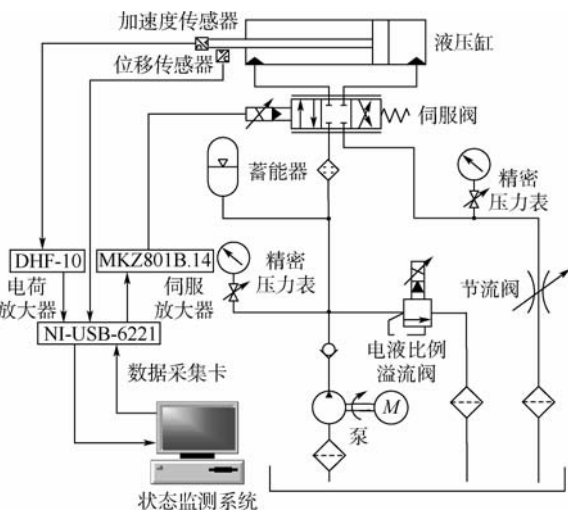 加速度传感器
液压缸
位移传感器
伺服阀
蓄能器
精密
压力表
DHF-10
MKZ801B.14
精密
压力表
电荷
放大器
伺服
放大器
节流阀
NI-USB-6221
电液比例
溢流阀
数据采集卡
M
泵
状态监测系统